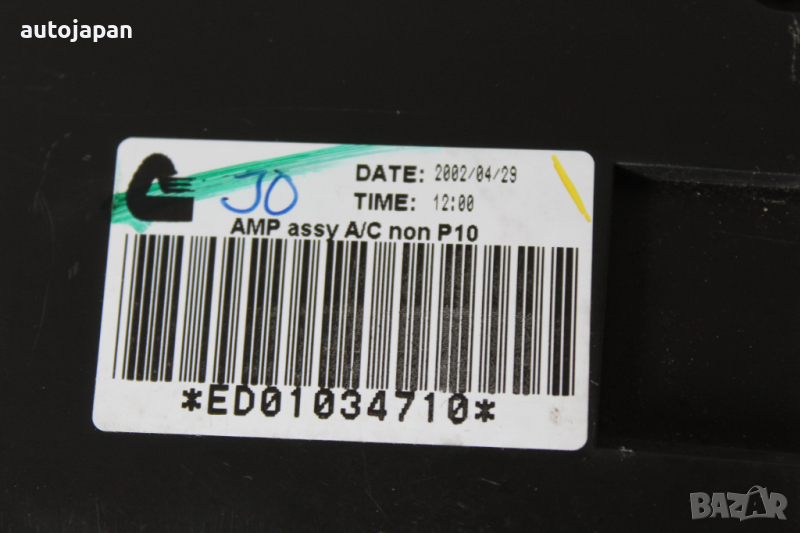 autojapan
DATE: 2002/04/29
JO
TIME: 12:00
AMP assy A/C non P10
*ED01034710*
BAZAR